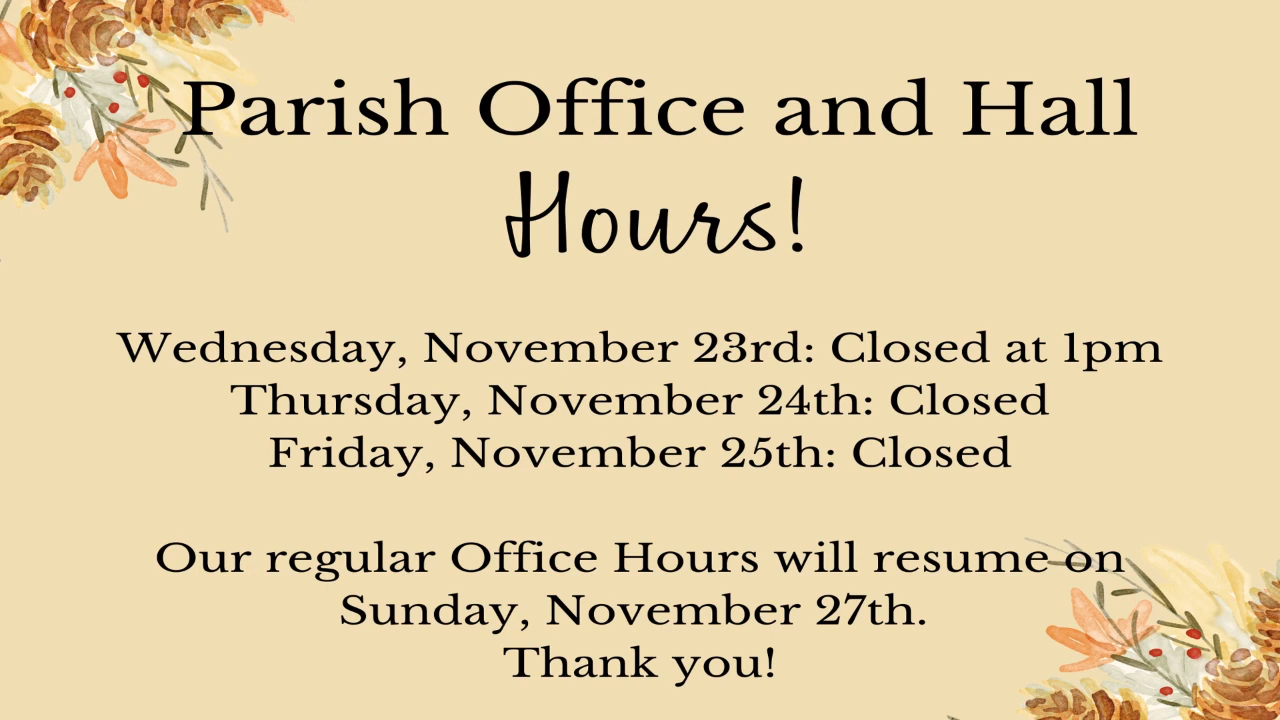 Parish Office and Hall
Hours!
Wednesday, November 23rd: Closed at 1pm
Thursday, November 24th: Closed
Friday, November 25th: Closed
Our regular Office Hours will resume on
Sunday, November 27th.
Thank you!